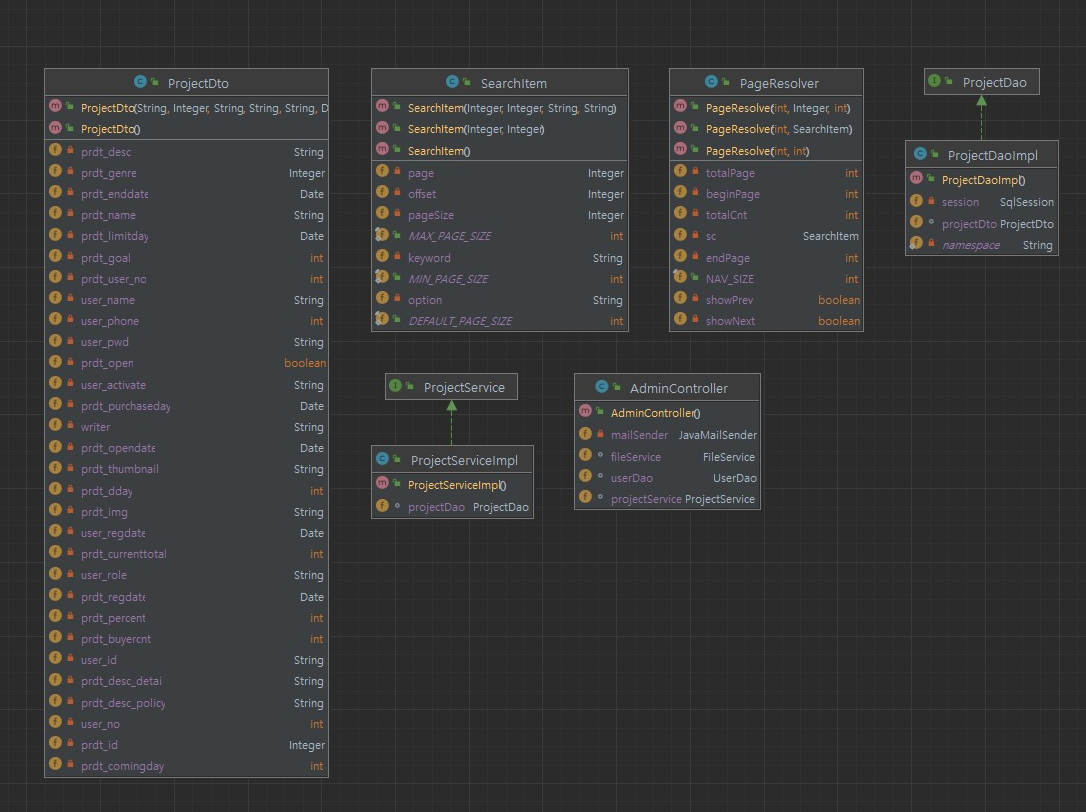 ProjectDto
ProjectDto(String, Integer, String, String, String, D
ProjectDto()
prdt_desc String
prdt_genre Integer
prdt_enddate Date
prdt_name String
prdt_limitday Date
prdt_goal int
prdt_user_no int
user_name String
user_phone int
user_pwd String
prdt_open boolean
user_activate String
prdt_purchaseday Date
writer String
prdt_opendate Date
prdt_thumbnail String
prdt_dday int
prdt_img String
user_regdate Date
prdt_currenttotal int
user_role String
prdt_regdate Date
prdt_percent int
prdt_buyercnt int
user_id String
prdt_desc_detai String
prdt_desc_policy String
user_no int
prdt_id Integer
prdt_comingday int
SearchItem
SearchItem(Integer, Integer, String, String)
SearchItem(Integer, Integer)
SearchItem()
page Integer
offset Integer
pageSize Integer
MAX_PAGE_SIZE int
keyword String
MIN_PAGE_SIZE int
option String
DEFAULT_PAGE_SIZE int
PageResolver
PageResolve(int, Integer, int)
PageResolve(int, SearchItem)
PageResolve(int, int)
totalPage int
beginPage int
totalCnt int
sc SearchItem
endPage int
NAV_SIZE int
showPrev boolean
showNext boolean
ProjectDao
ProjectDaoImpl
ProjectDaoImpl()
session SqlSession
projectDto ProjectDto
namespace String
ProjectService
ProjectServiceImpl
ProjectServiceImpl()
projectDao ProjectDao
AdminController
AdminController()
mailSender JavaMailSender
fileService FileService
userDao UserDao
projectService ProjectService